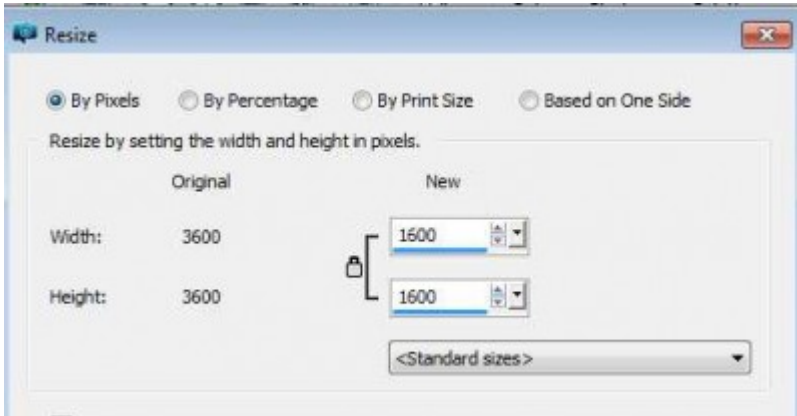 Resize
By Pixels By Percentage By Print Size Based on One Side
Resize by setting the width and height in pixels.
Original New
Width: 3600 1600
Height: 3600 1600
<Standard sizes>